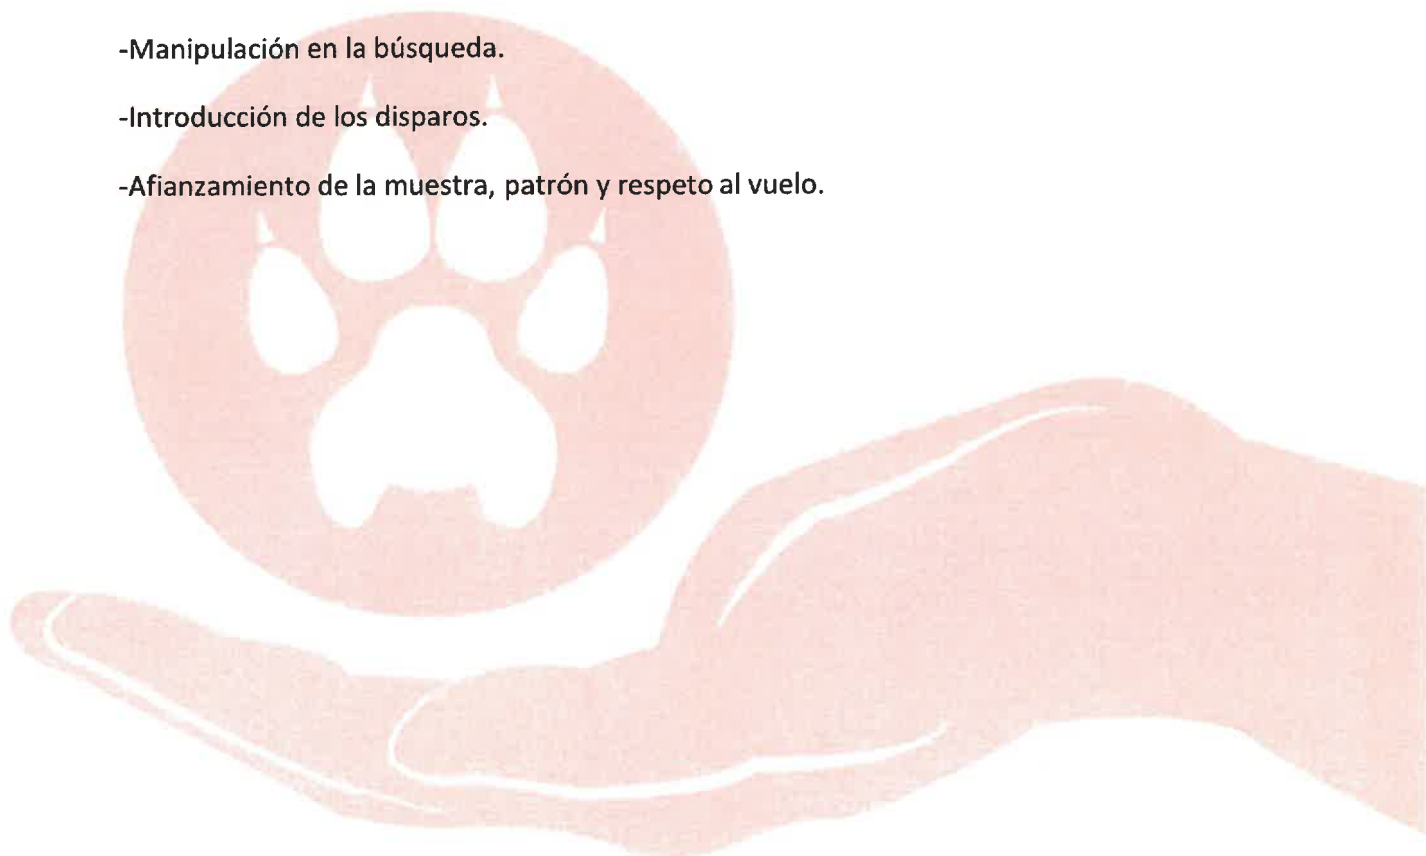 -Manipulación en la búsqueda.
-Introducción de los disparos.
-Afianzamiento de la muestra, patrón y respeto al vuelo.